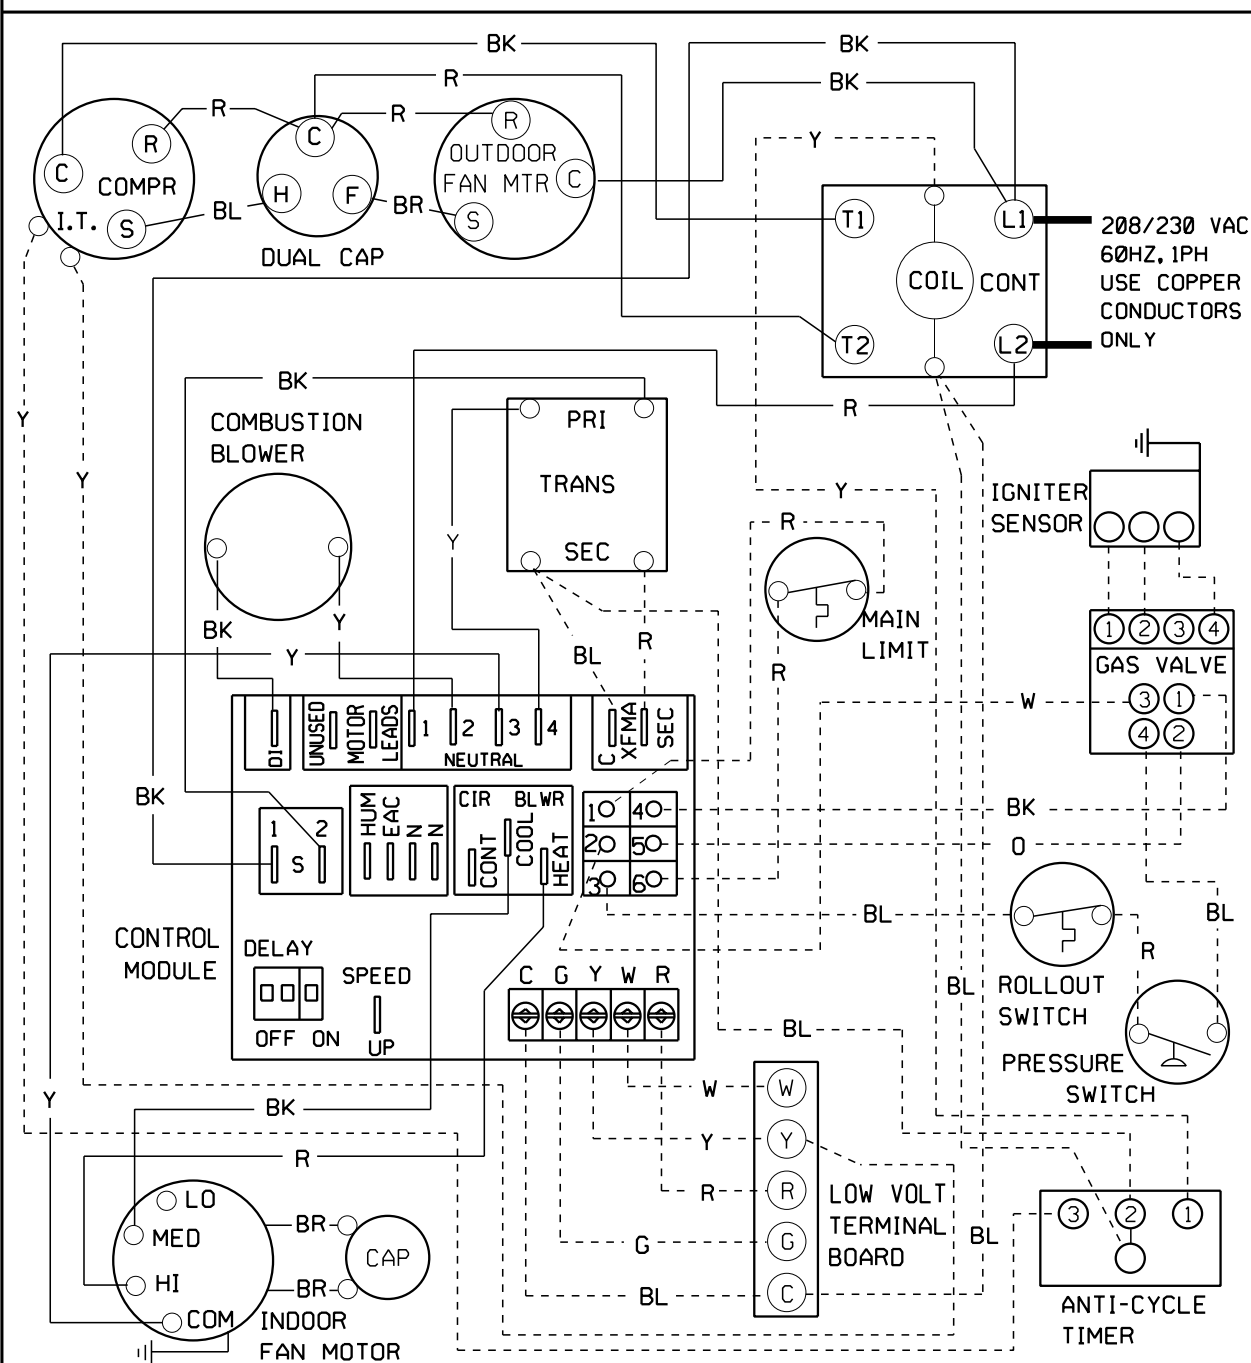 BK
BK
R
BK
R
R
R
C
R
OUTDOOR
FAN MTR
C
Y
C
COMPR
H
F
BR
S
I.T.
S
BL
DUAL CAP
T1
L1
208/230 VAC
60HZ, 1PH
USE COPPER
CONDUCTORS
ONLY
COIL
CONT
T2
L2
BK
R
Y
COMBUSTION
BLOWER
PRI
TRANS
SEC
Y
Y
Y
IGNITER
SENSOR
R
BK
Y
MAIN
LIMIT
BL
R
R
Y
1
2
3
4
GAS VALVE
3
1
4
2
W
DI
UNUSED
MOTOR
LEADS
1
2
3
4
NEUTRAL
C
XFMA
SEC
BK
1
2
S
HUM
EAC
N
N
CIR
BLWR
CONT
COOL
HEAT
1
4
2
5
3
6
BK
O
BL
BL
R
ROLLOUT
SWITCH
CONTROL
MODULE
DELAY
OFF ON
SPEED
UP
C
G
Y
W
R
BL
BL
PRESSURE
SWITCH
Y
BK
R
W
W
Y
Y
R
R
G
G
BL
C
LOW VOLT
TERMINAL
BOARD
BL
3
2
1
ANTI-CYCLE
TIMER
LO
MED
HI
COM
BR
BR
CAP
INDOOR
FAN MOTOR